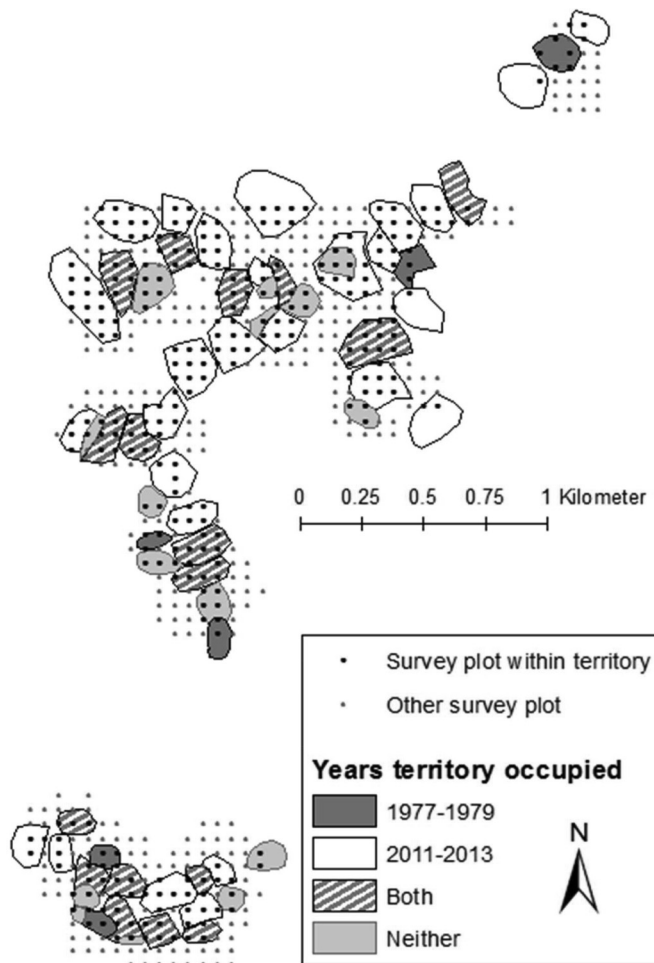 0 0.25 0.5 0.75 1 Kilometer
Survey plot within territory
Other survey plot
Years territory occupied
N
1977-1979
2011-2013
Both
Neither